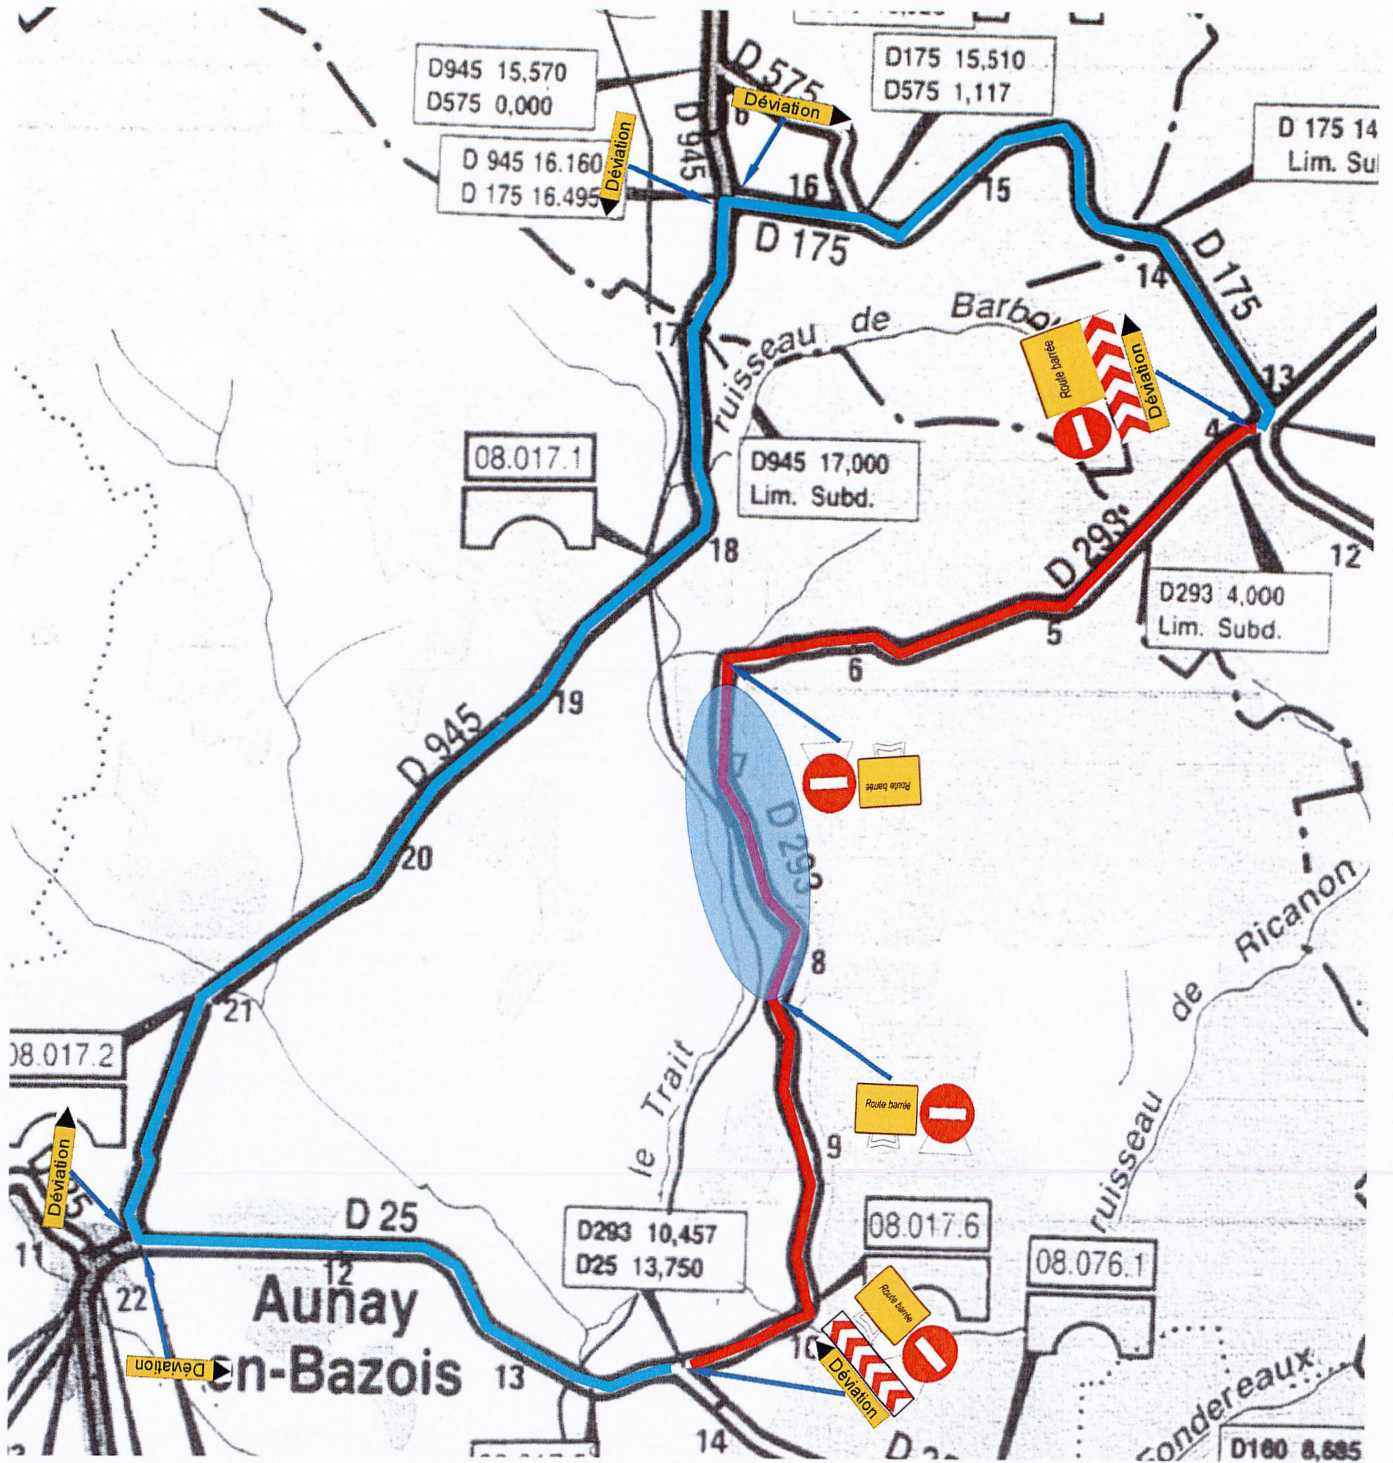 D945 15,570
D575 0,000
D 575
D175 15,510
D575 1,117
Déviation
6
D 945
D 945 16.160
D 175 16.495
Déviation
16
15
D 175 14
Lim. Su
D 175
14
D 175
ruisseau de
17
13
Route barrée
Déviation
4
08.017.1
D945 17,000
Lim. Subd.
18
D 293
12
D293 4,000
Lim. Subd.
5
6
19
D 945
Route barrée
D 293
20
8
Ricanon
de
ruisseau
21
08.017.2
le Trait
Route barrée
9
Déviation
D 25
11
12
22
Aunay
en-Bazois
D293 10,457
D25 13,750
08.017.6
08.076.1
Route barrée
10
Déviation
Déviation
13
14
D160 8,885